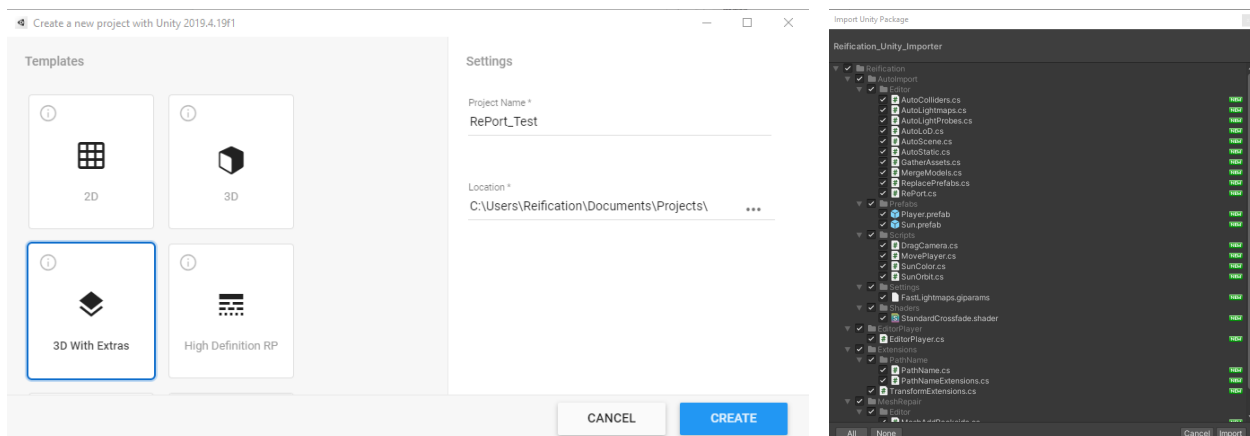 Create a new project with Unity 2019.4.19f1
Templates
2D
3D
3D With Extras
High Definition RP
Settings
Project Name *
RePort_Test
Location *
C:\Users\Reification\Documents\Projects\
CANCEL
CREATE
Import Unity Package
Reification_Unity_Importer
Reification
AutoImport
Editor
AutoColliders.cs
AutoLightmaps.cs
AutoLightProbes.cs
AutoLoD.cs
AutoScene.cs
AutoStatic.cs
GatherAssets.cs
MergeModels.cs
ReplacePrefabs.cs
RePort.cs
Prefabs
Player.prefab
Sun.prefab
Scripts
DragCamera.cs
MovePlayer.cs
SunColor.cs
SunOrbit.cs
Settings
FastLightmaps.giparams
Shaders
StandardCrossfade.shader
EditorPlayer
EditorPlayer.cs
Extensions
PathName
PathName.cs
PathNameExtensions.cs
TransformExtensions.cs
MeshRepair
Editor
All None Cancel Import